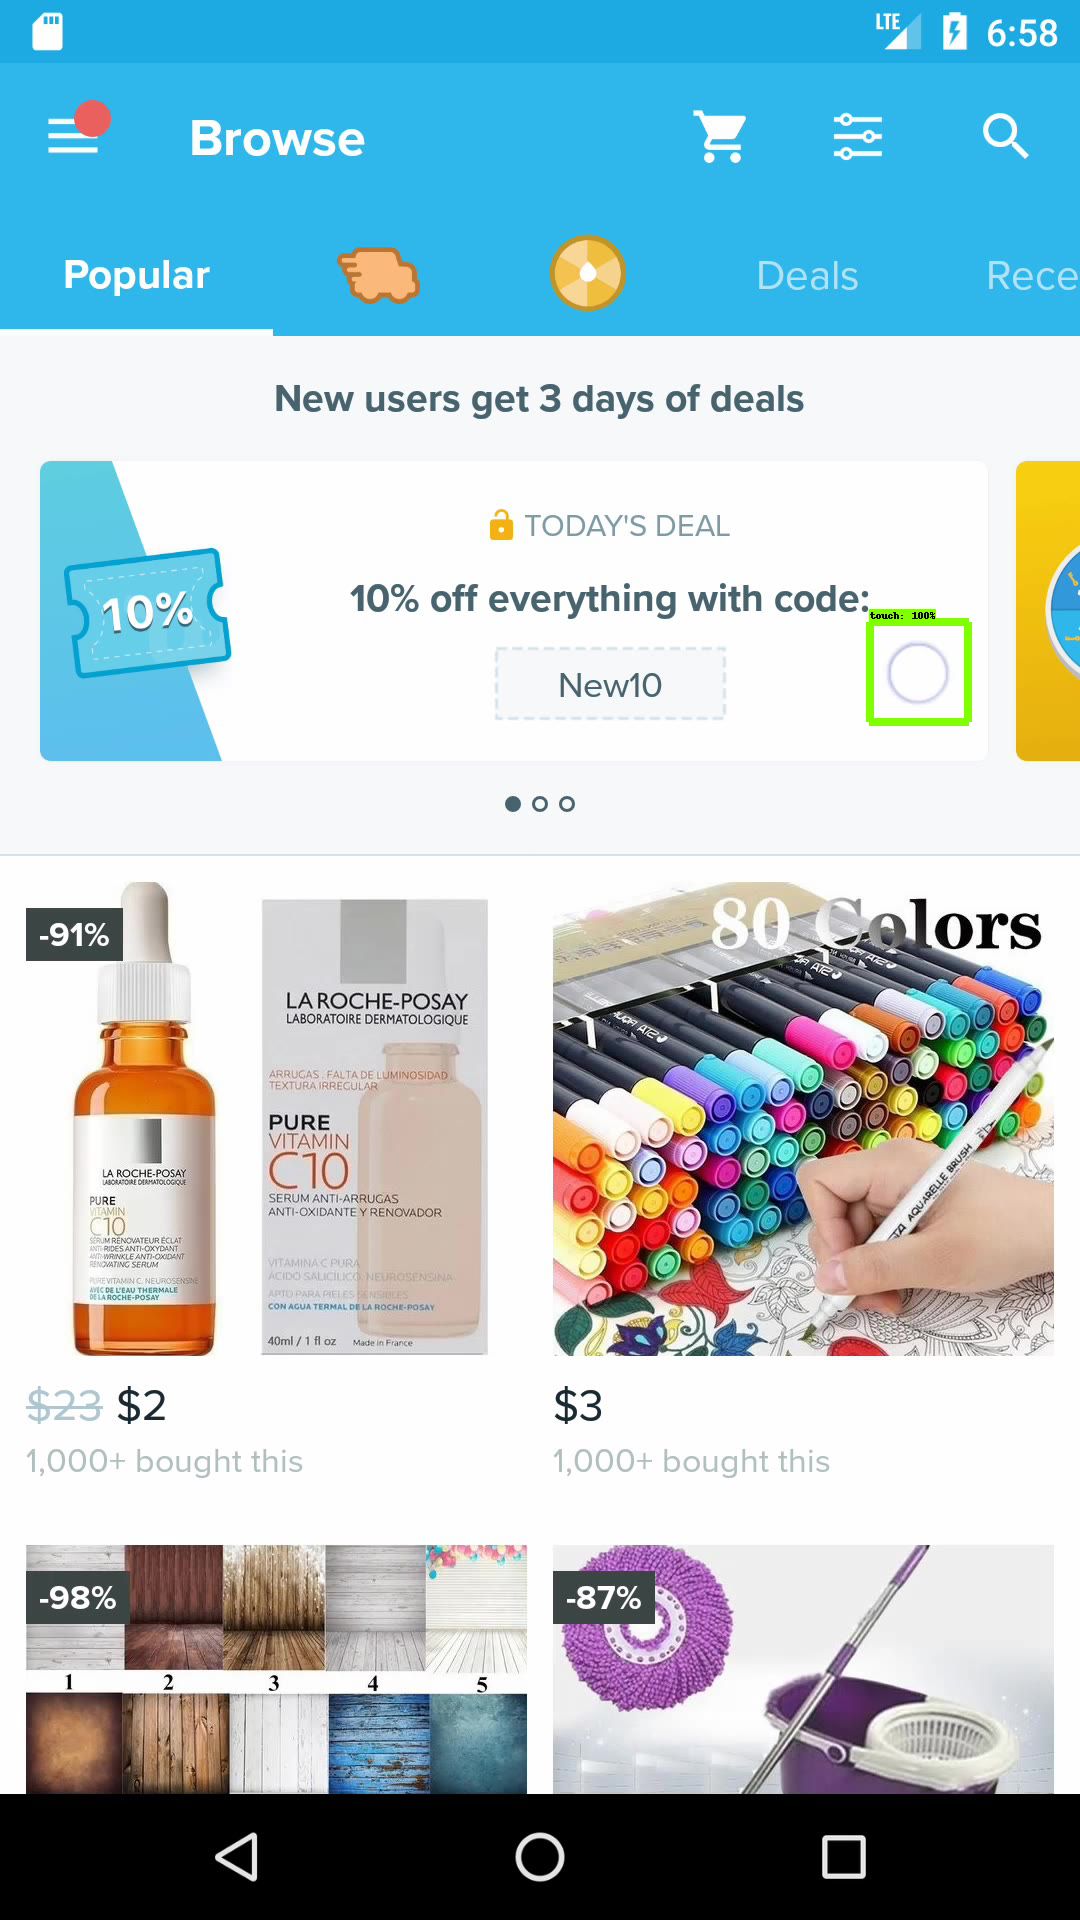 LTE 6:58
Browse
Popular Deals Rece
New users get 3 days of deals
TODAY'S DEAL
10% off everything with code:
10%
touch: 100%
New10
-91%
LA ROCHE-POSAY
LABORATOIRE DERMATOLOGIQUE
ARRUGAS . FALTA DE LUMINOSIDAD
TEXTURA IRREGULAR
PURE
VITAMIN
C10
SERUM ANTI-ARRUGAS
ANTI-OXIDANTE Y RENOVADOR
VITAMINA C PURA
ÁCIDO SALICÍLICO. NEUROSENSINA
APTO PARA PIELES SENSIBLES
CON AGUA TERMAL DE LA ROCHE-POSAY
40ml / 1 fl oz Made in France
LA ROCHE-POSAY
LABORATOIRE DERMATOLOGIQUE
PURE
VITAMIN
C10
SÉRUM RÉNOVATEUR ÉCLAT
ANTI-RIDES ANTI-OXYDANT
ANTI-WRINKLE ANTI-OXIDANT
RENOVATING SERUM
PURE VITAMIN C. NEUROSENSINE
AVEC DE L'EAU THERMALE
DE LA ROCHE-POSAY
80 Colors
AQUARELLE BRUSH
$23 $2
1,000+ bought this
$3
1,000+ bought this
-98%
1 2 3 4 5
-87%